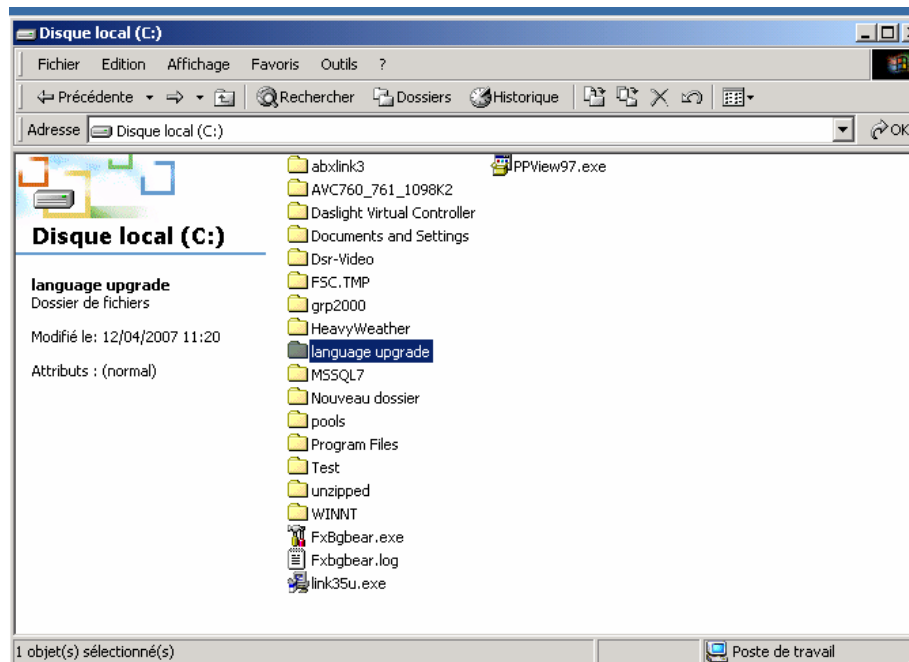 Disque local (C:)
Fichier Edition Affichage Favoris Outils ?
Précédente Rechercher Dossiers Historique
Adresse Disque local (C:) OK
Disque local (C:)
language upgrade
Dossier de fichiers
Modifié le: 12/04/2007 11:20
Attributs : (normal)
abxlink3
AVC760_761_1098K2
Daslight Virtual Controller
Documents and Settings
Dsr-Video
FSC.TMP
grp2000
HeavyWeather
language upgrade
MSSQL7
Nouveau dossier
pools
Program Files
Test
unzipped
WINNT
FxBgbear.exe
Fxbgbear.log
link35u.exe
PPView97.exe
1 objet(s) sélectionné(s) Poste de travail